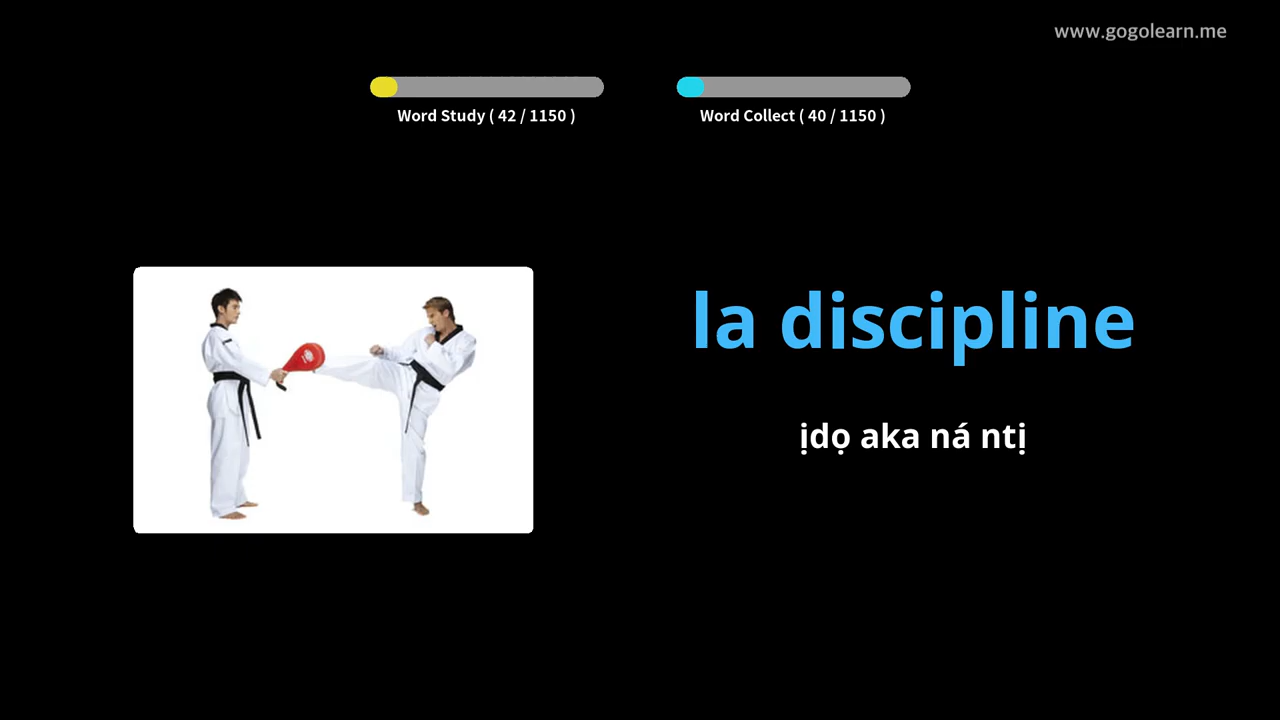 www.gogolearn.me
Word Study ( 42 / 1150 )
Word Collect ( 40 / 1150 )
la discipline
ịdọ aka ná ntị